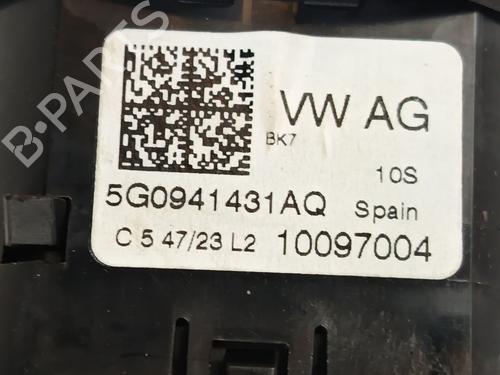 VW AG
BK7
10S
5G0941431AQ Spain
C 5 47/23 L2 10097004
B-PARTS